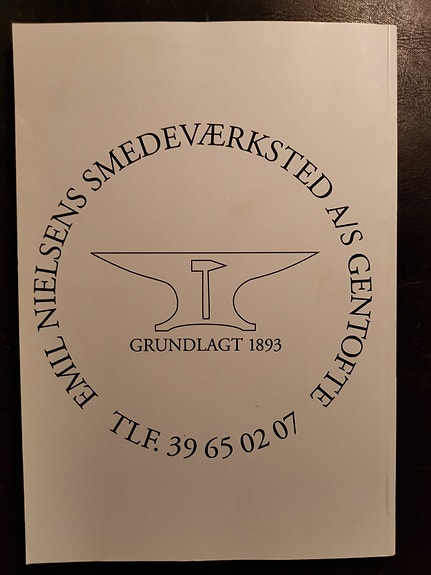 EMIL NIELSENS SMEDEVÆRKSTED A/S GENTOFTE
GRUNDLAGT 1893
TLF. 39 65 02 07